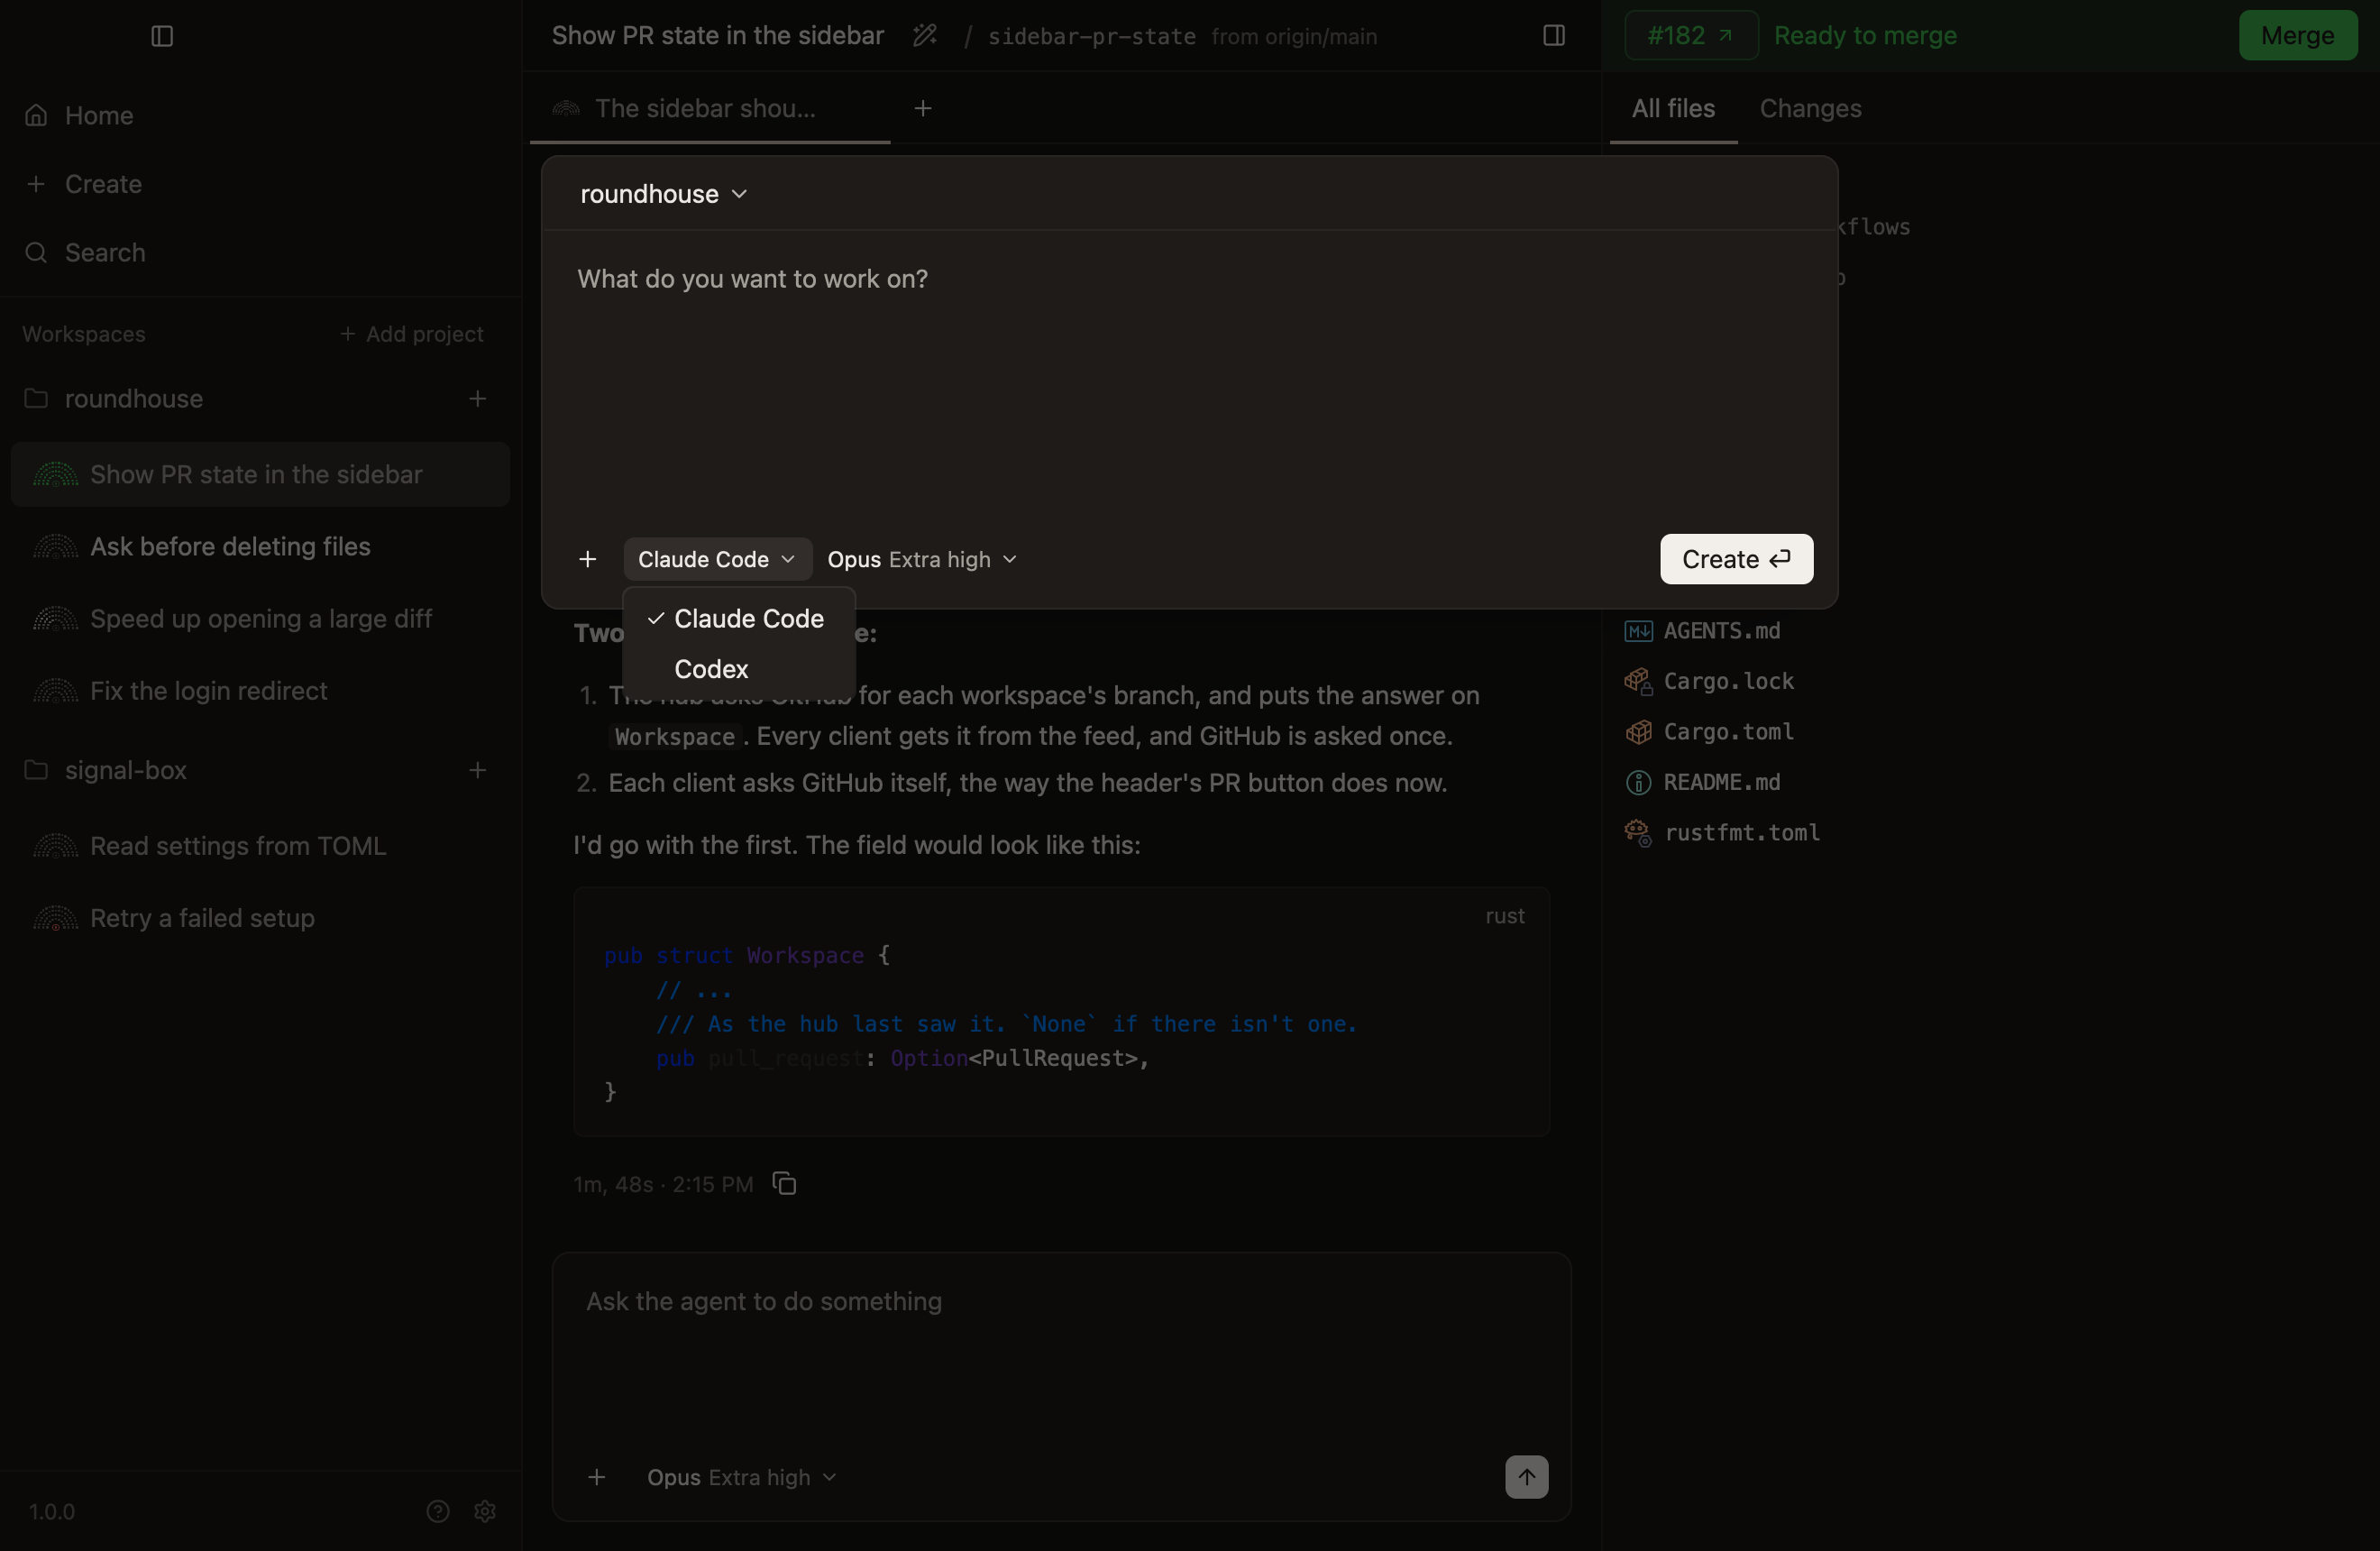 Home
Create
Search
Workspaces
Add project
roundhouse
Show PR state in the sidebar
Ask before deleting files
Speed up opening a large diff
Fix the login redirect
signal-box
Read settings from TOML
Retry a failed setup
1.0.0
Show PR state in the sidebar / sidebar-pr-state from origin/main
The sidebar shou...
roundhouse
What do you want to work on?
Claude Code
Opus Extra high
Create
Claude Code
Codex
1. for each workspace's branch, and puts the answer on
Workspace. Every client gets it from the feed, and GitHub is asked once.
2. Each client asks GitHub itself, the way the header's PR button does now.
I'd go with the first. The field would look like this:
rust
pub struct Workspace {
// ...
/// As the hub last saw it. `None` if there isn't one.
pub pull_request: Option<PullRequest>,
}
1m, 48s · 2:15 PM
Ask the agent to do something
Opus Extra high
#182
Ready to merge
Merge
All files
Changes
AGENTS.md
Cargo.lock
Cargo.toml
README.md
rustfmt.toml